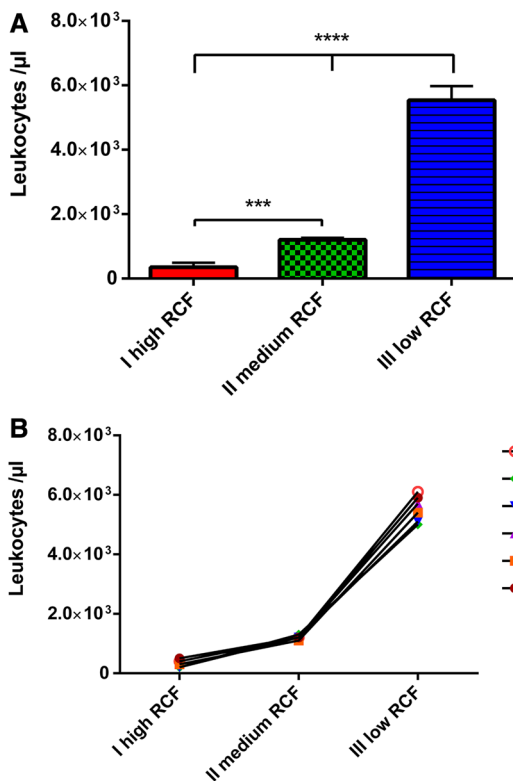 A
Leukocytes /µl
8.0×10³
6.0×10³
4.0×10³
2.0×10³
0
****
***
I high RCF
II medium RCF
III low RCF
B
Leukocytes /µl
8.0×10³
6.0×10³
4.0×10³
2.0×10³
0
I high RCF
II medium RCF
III low RCF